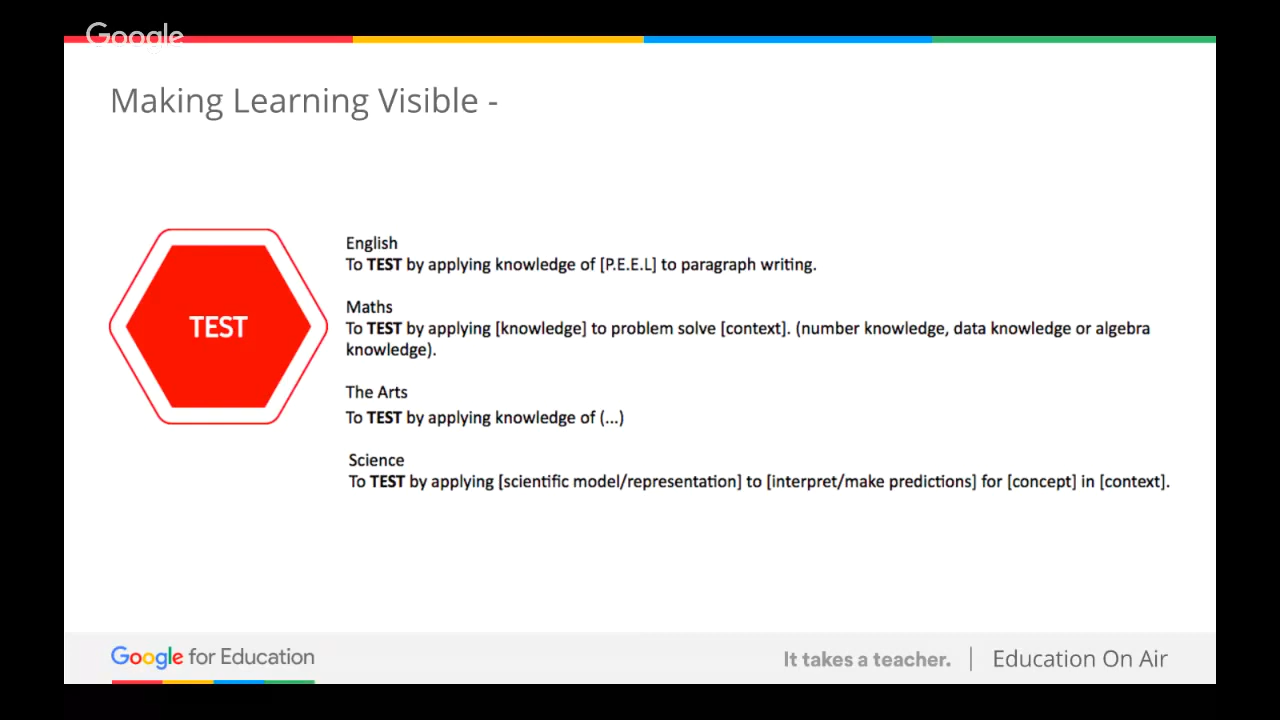 Google
Making Learning Visible -
TEST
English
To TEST by applying knowledge of [P.E.E.L] to paragraph writing.
Maths
To TEST by applying [knowledge] to problem solve [context]. (number knowledge, data knowledge or algebra
knowledge).
The Arts
To TEST by applying knowledge of (...)
Science
To TEST by applying [scientific model/representation] to [interpret/make predictions] for [concept] in [context].
Google for Education
It takes a teacher. | Education On Air